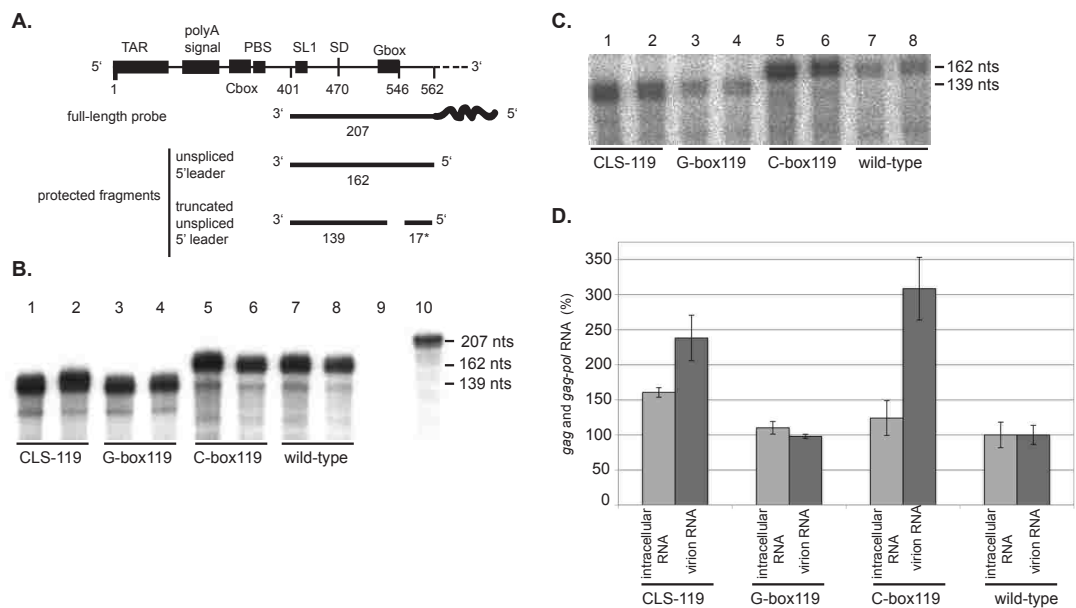 A.
TAR
polyA
signal
PBS
SL1
SD
Gbox
5‘
3‘
1
Cbox
401
470
546
562
full-length probe
3‘
5‘
207
protected fragments
unspliced
5‘leader
3‘
5‘
162
truncated
unspliced
5‘ leader
3‘
5‘
139
17*
B.
1 2 3 4 5 6 7 8 9 10
207 nts
162 nts
139 nts
CLS-119 G-box119 C-box119 wild-type
C.
1 2 3 4 5 6 7 8
162 nts
139 nts
CLS-119 G-box119 C-box119 wild-type
D.
gag and gag-pol RNA (%)
350
300
250
200
150
100
50
0
intracellular
RNA
virion RNA
intracellular
RNA
virion RNA
intracellular
RNA
virion RNA
intracellular
RNA
virion RNA
CLS-119 G-box119 C-box119 wild-type